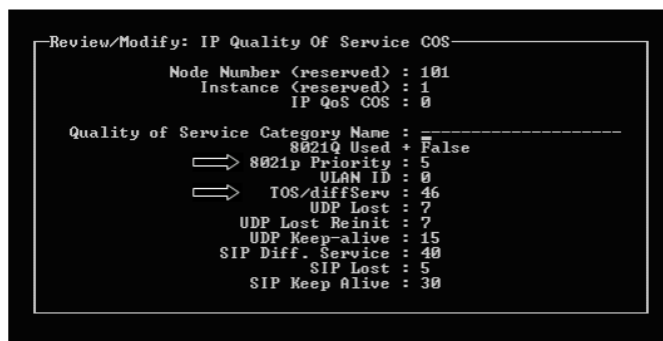 Review/Modify: IP Quality Of Service COS
Node Number (reserved) : 101
Instance (reserved) : 1
IP QoS COS : 0
Quality of Service Category Name : --------------------
8021Q Used + False
8021p Priority : 5
VLAN ID : 0
TOS/diffServ : 46
UDP Lost : 7
UDP Lost Reinit : 7
UDP Keep-alive : 15
SIP Diff. Service : 40
SIP Lost : 5
SIP Keep Alive : 30